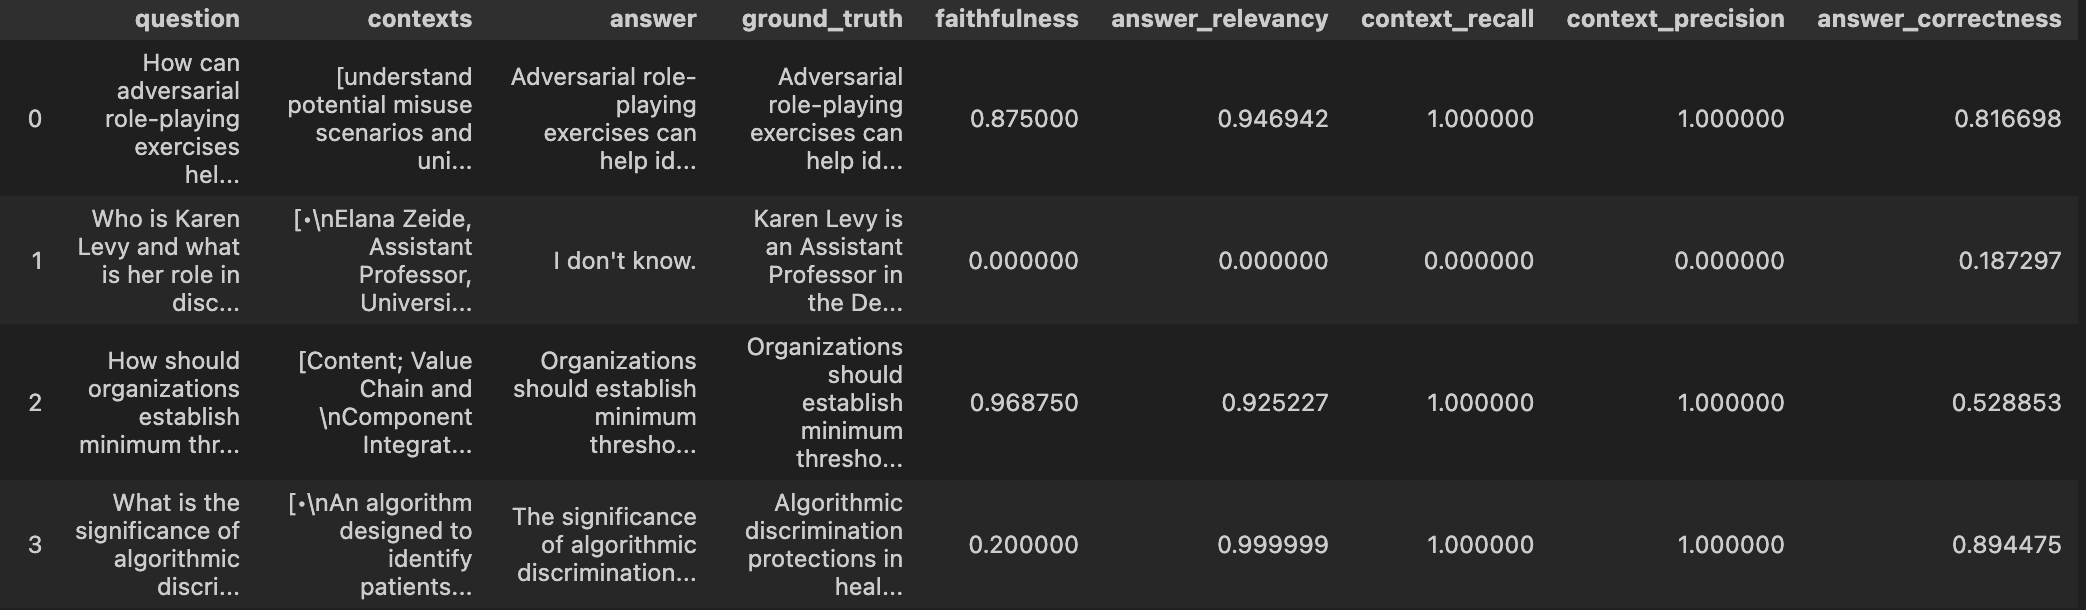 question contexts answer ground_truth faithfulness answer_relevancy context_recall context_precision answer_correctness
0
How can
adversarial
role-playing
exercises
hel...
[understand
potential misuse
scenarios and
uni...
Adversarial role-
playing
exercises can
help id...
Adversarial
role-playing
exercises can
help id...
0.875000 0.946942 1.000000 1.000000 0.816698
1
Who is Karen
Levy and what
is her role in
disc...
[•\nElana Zeide,
Assistant
Professor,
Universi...
I don't know.
Karen Levy is
an Assistant
Professor in
the De...
0.000000 0.000000 0.000000 0.000000 0.187297
2
How should
organizations
establish
minimum thr...
[Content; Value
Chain and
\nComponent
Integrat...
Organizations
should establish
minimum
thresho...
Organizations
should
establish
minimum
thresho...
0.968750 0.925227 1.000000 1.000000 0.528853
3
What is the
significance of
algorithmic
discri...
[•\nAn algorithm
designed to
identify
patients...
The significance
of algorithmic
discrimination...
Algorithmic
discrimination
protections in
heal...
0.200000 0.999999 1.000000 1.000000 0.894475